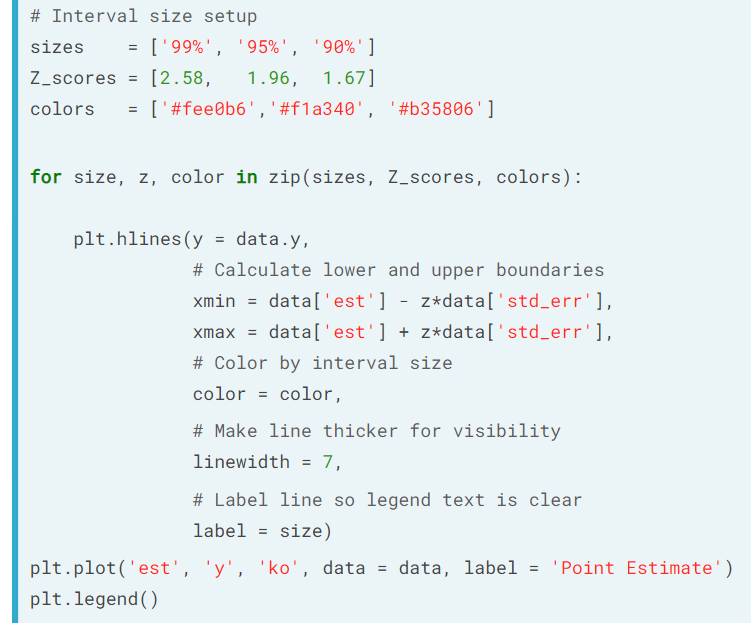 # Interval size setup
sizes    = ['99%', '95%', '90%']
Z_scores = [2.58,   1.96,  1.67]
colors   = ['#fee0b6','#f1a340', '#b35806']
for size, z, color in zip(sizes, Z_scores, colors):
    plt.hlines(y = data.y,
               # Calculate lower and upper boundaries
               xmin = data['est'] - z*data['std_err'],
               xmax = data['est'] + z*data['std_err'],
               # Color by interval size
               color = color,
               # Make line thicker for visibility
               linewidth = 7,
               # Label line so legend text is clear
               label = size)
plt.plot('est', 'y', 'ko', data = data, label = 'Point Estimate')
plt.legend()